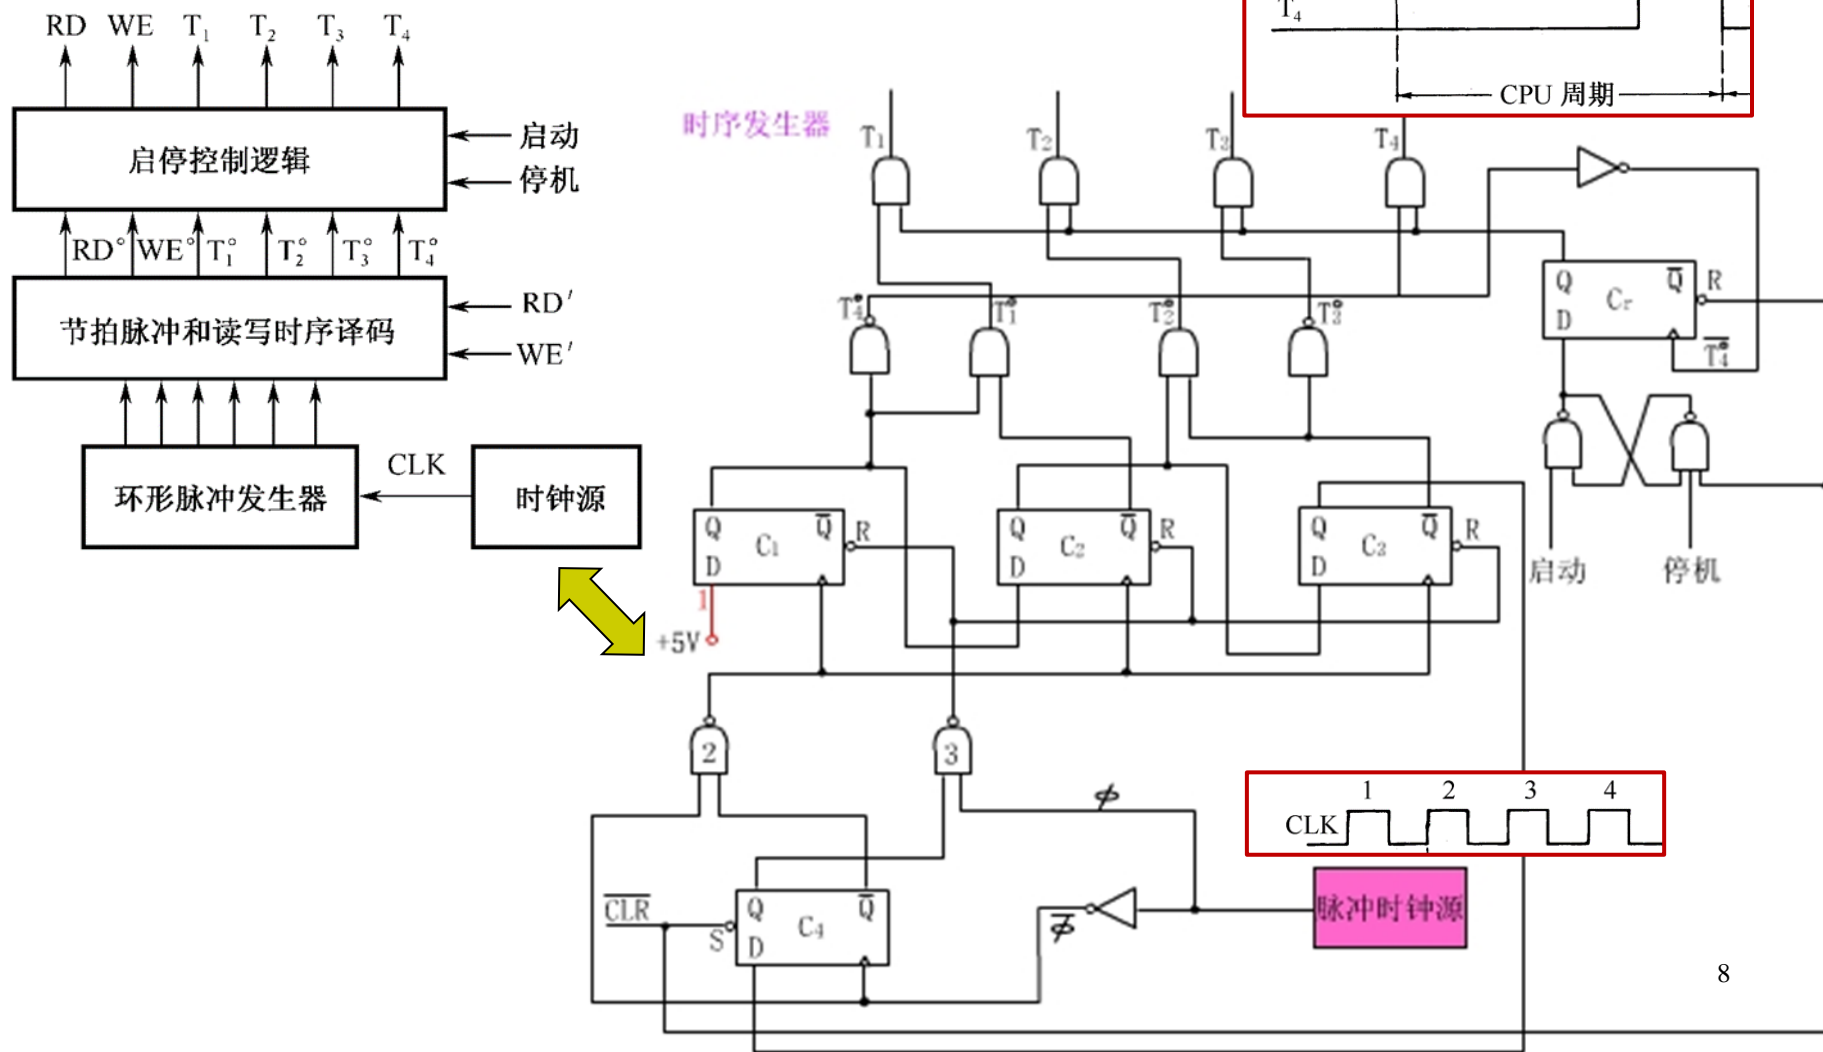 RD WE T₁ T₂ T₃ T₄
启动
启停控制逻辑
停机
RD° WE° T₁° T₂° T₃° T₄°
RD′
节拍脉冲和读写时序译码
WE′
CLK
环形脉冲发生器
时钟源
T₄
CPU 周期
时序发生器
T₁ T₂ T₃ T₄
T₄° T₁° T₂° T₃°
Q Q̅ R
Cᵣ
D
T̅₄̅°̅
启动 停机
Q Q̅ R Q Q̅ R Q Q̅ R
C₁ C₂ C₃
D D D
1
+5V
2 3
ϕ
1 2 3 4
CLK
C̅L̅R̅
Q Q̅
S C₄
D
ϕ̅
脉冲时钟源
8